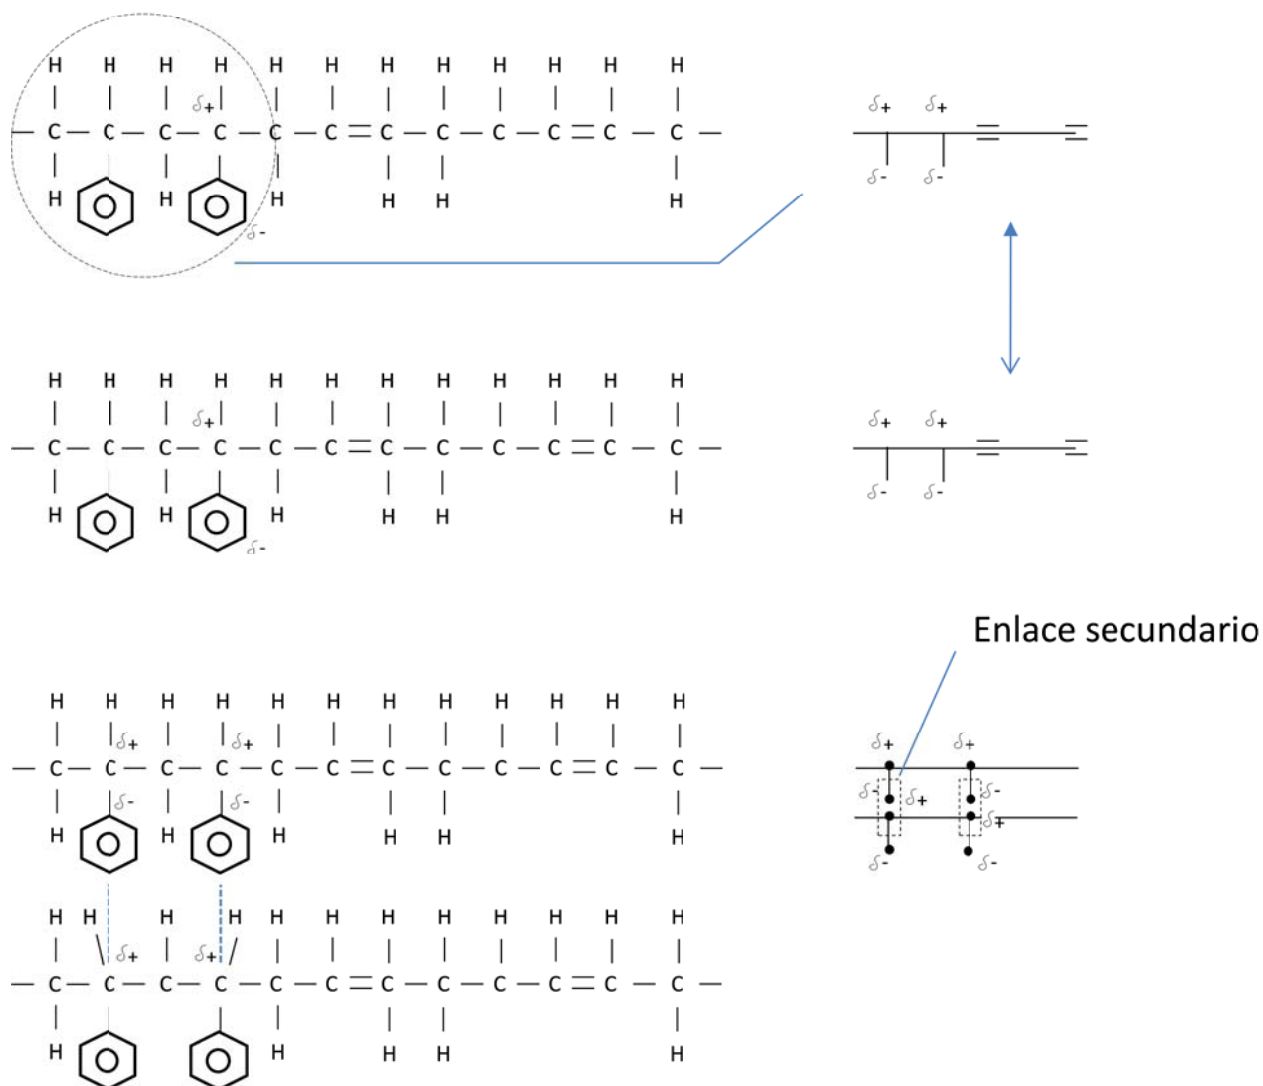 H H H H H H H H H H H H
δ+ δ+ δ+
— C — C — C — C — C — C = C — C — C — C = C — C —
δ- δ-
H H H H H H
δ-
H H H H H H H H H H H H
δ+ δ+ δ+
— C — C — C — C — C — C = C — C — C — C = C — C —
δ- δ-
H H H H H H
δ-
Enlace secundario
H H H H H H H H H H H H
δ+ δ+ δ+ δ+
— C — C — C — C — C — C = C — C — C — C = C — C —
δ- δ- δ- δ+ δ-
δ+
H H H H H H
δ- δ-
H H H H H H H H H H H H
δ+ δ+
— C — C — C — C — C — C = C — C — C — C = C — C —
H H H H H